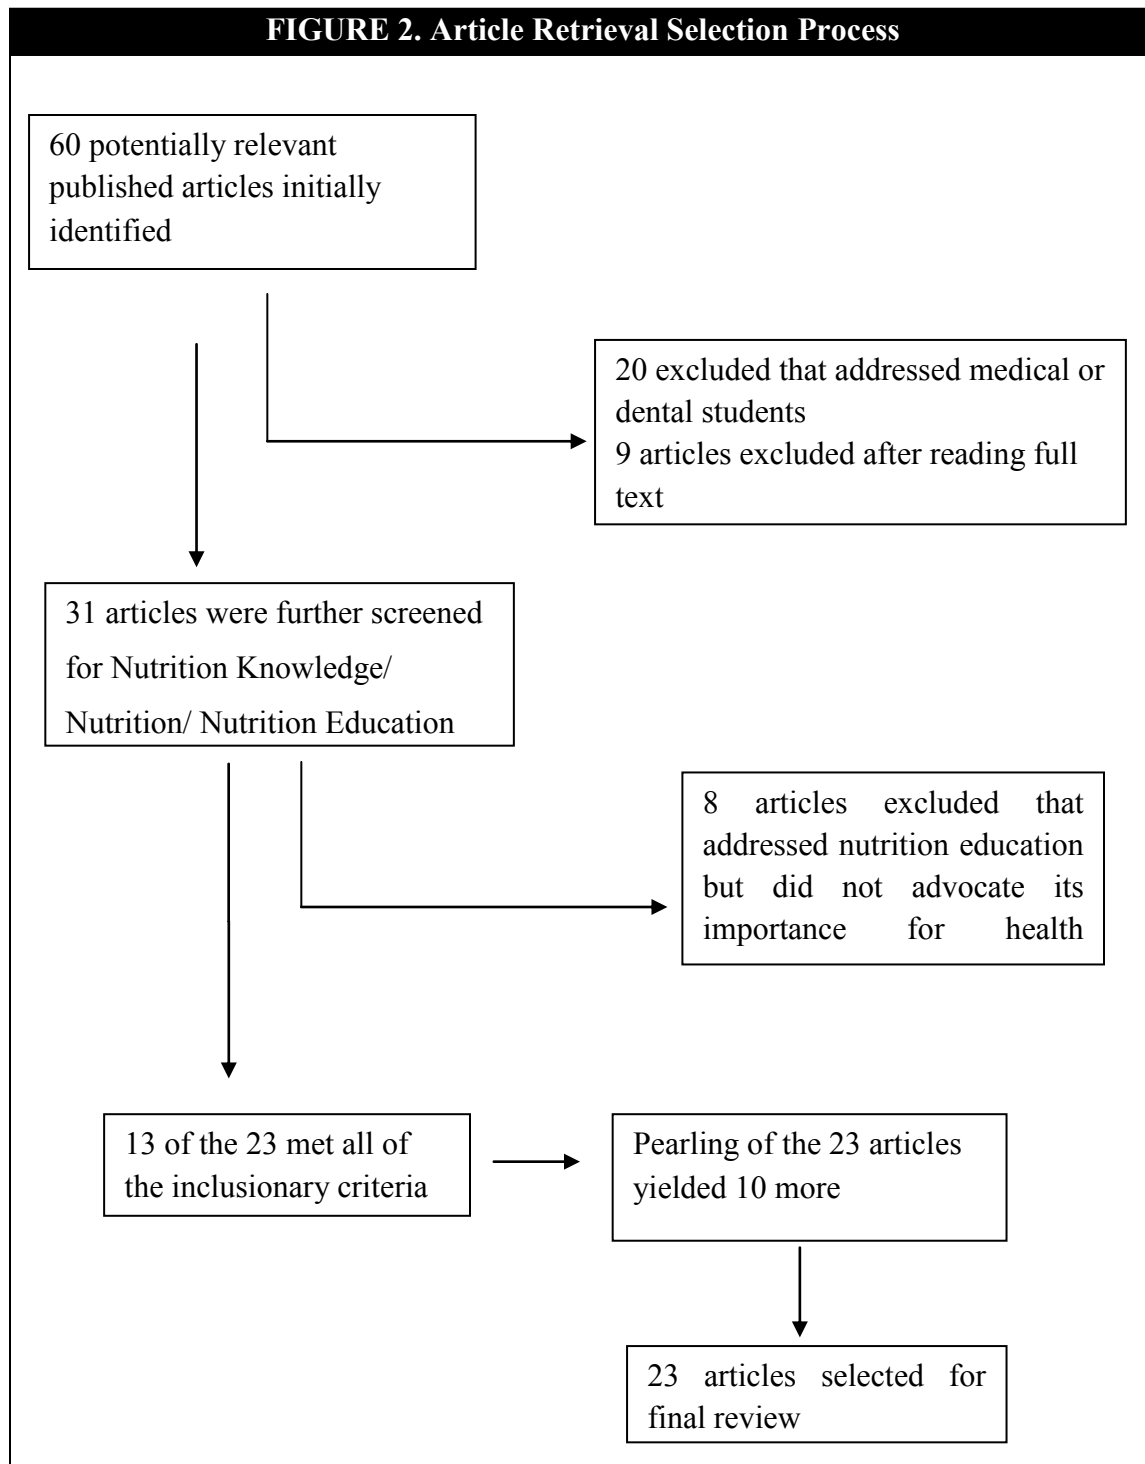 FIGURE 2. Article Retrieval Selection Process
60 potentially relevant
published articles initially
identified
20 excluded that addressed medical or
dental students
9 articles excluded after reading full
text
31 articles were further screened
for Nutrition Knowledge/
Nutrition/ Nutrition Education
8 articles excluded that
addressed nutrition education
but did not advocate its
importance for health
13 of the 23 met all of
the inclusionary criteria
Pearling of the 23 articles
yielded 10 more
23 articles selected for
final review